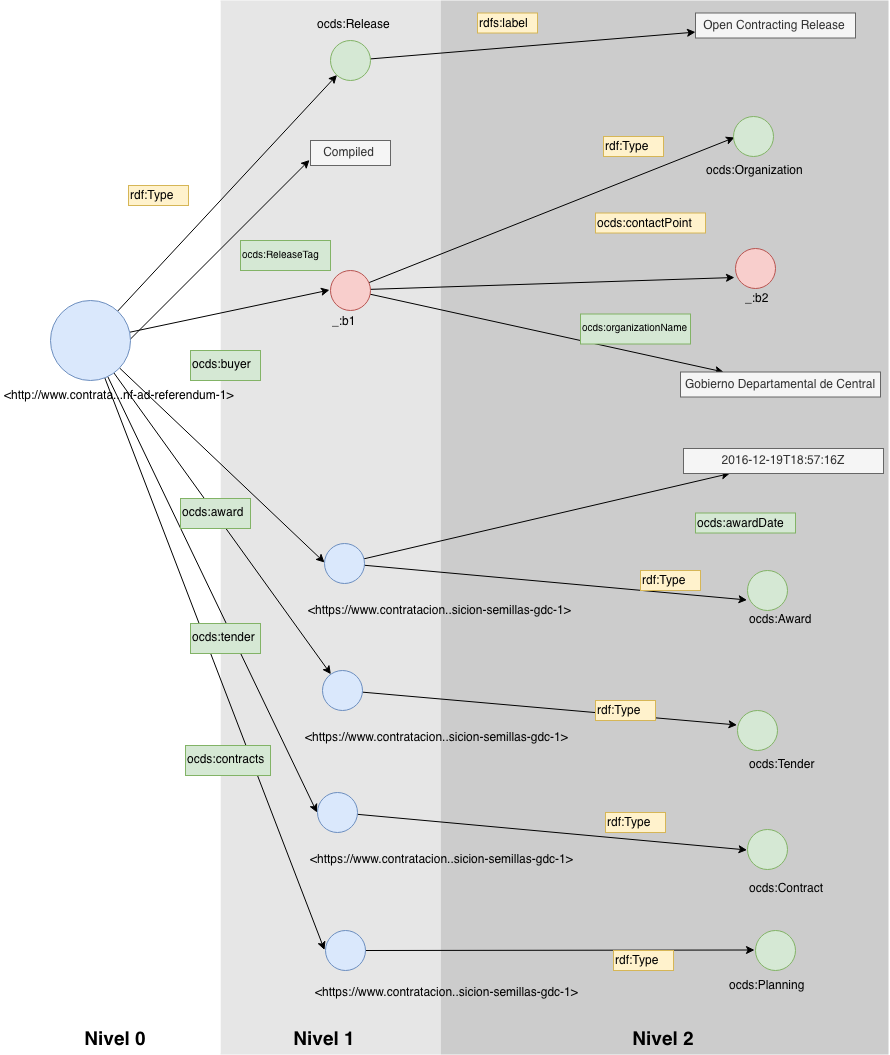 ocds:Release
rdfs:label
Open Contracting Release
Compiled
rdf:Type
ocds:Organization
rdf:Type
ocds:contactPoint
ocds:ReleaseTag
_:b1
_:b2
ocds:organizationName
ocds:buyer
Gobierno Departamental de Central
<http://www.contrata...nf-ad-referendum-1>
2016-12-19T18:57:16Z
ocds:award
ocds:awardDate
rdf:Type
<https://www.contratacion..sicion-semillas-gdc-1>
ocds:Award
ocds:tender
rdf:Type
<https://www.contratacion..sicion-semillas-gdc-1>
ocds:Tender
ocds:contracts
rdf:Type
<https://www.contratacion..sicion-semillas-gdc-1>
ocds:Contract
rdf:Type
<https://www.contratacion..sicion-semillas-gdc-1>
ocds:Planning
Nivel 0
Nivel 1
Nivel 2